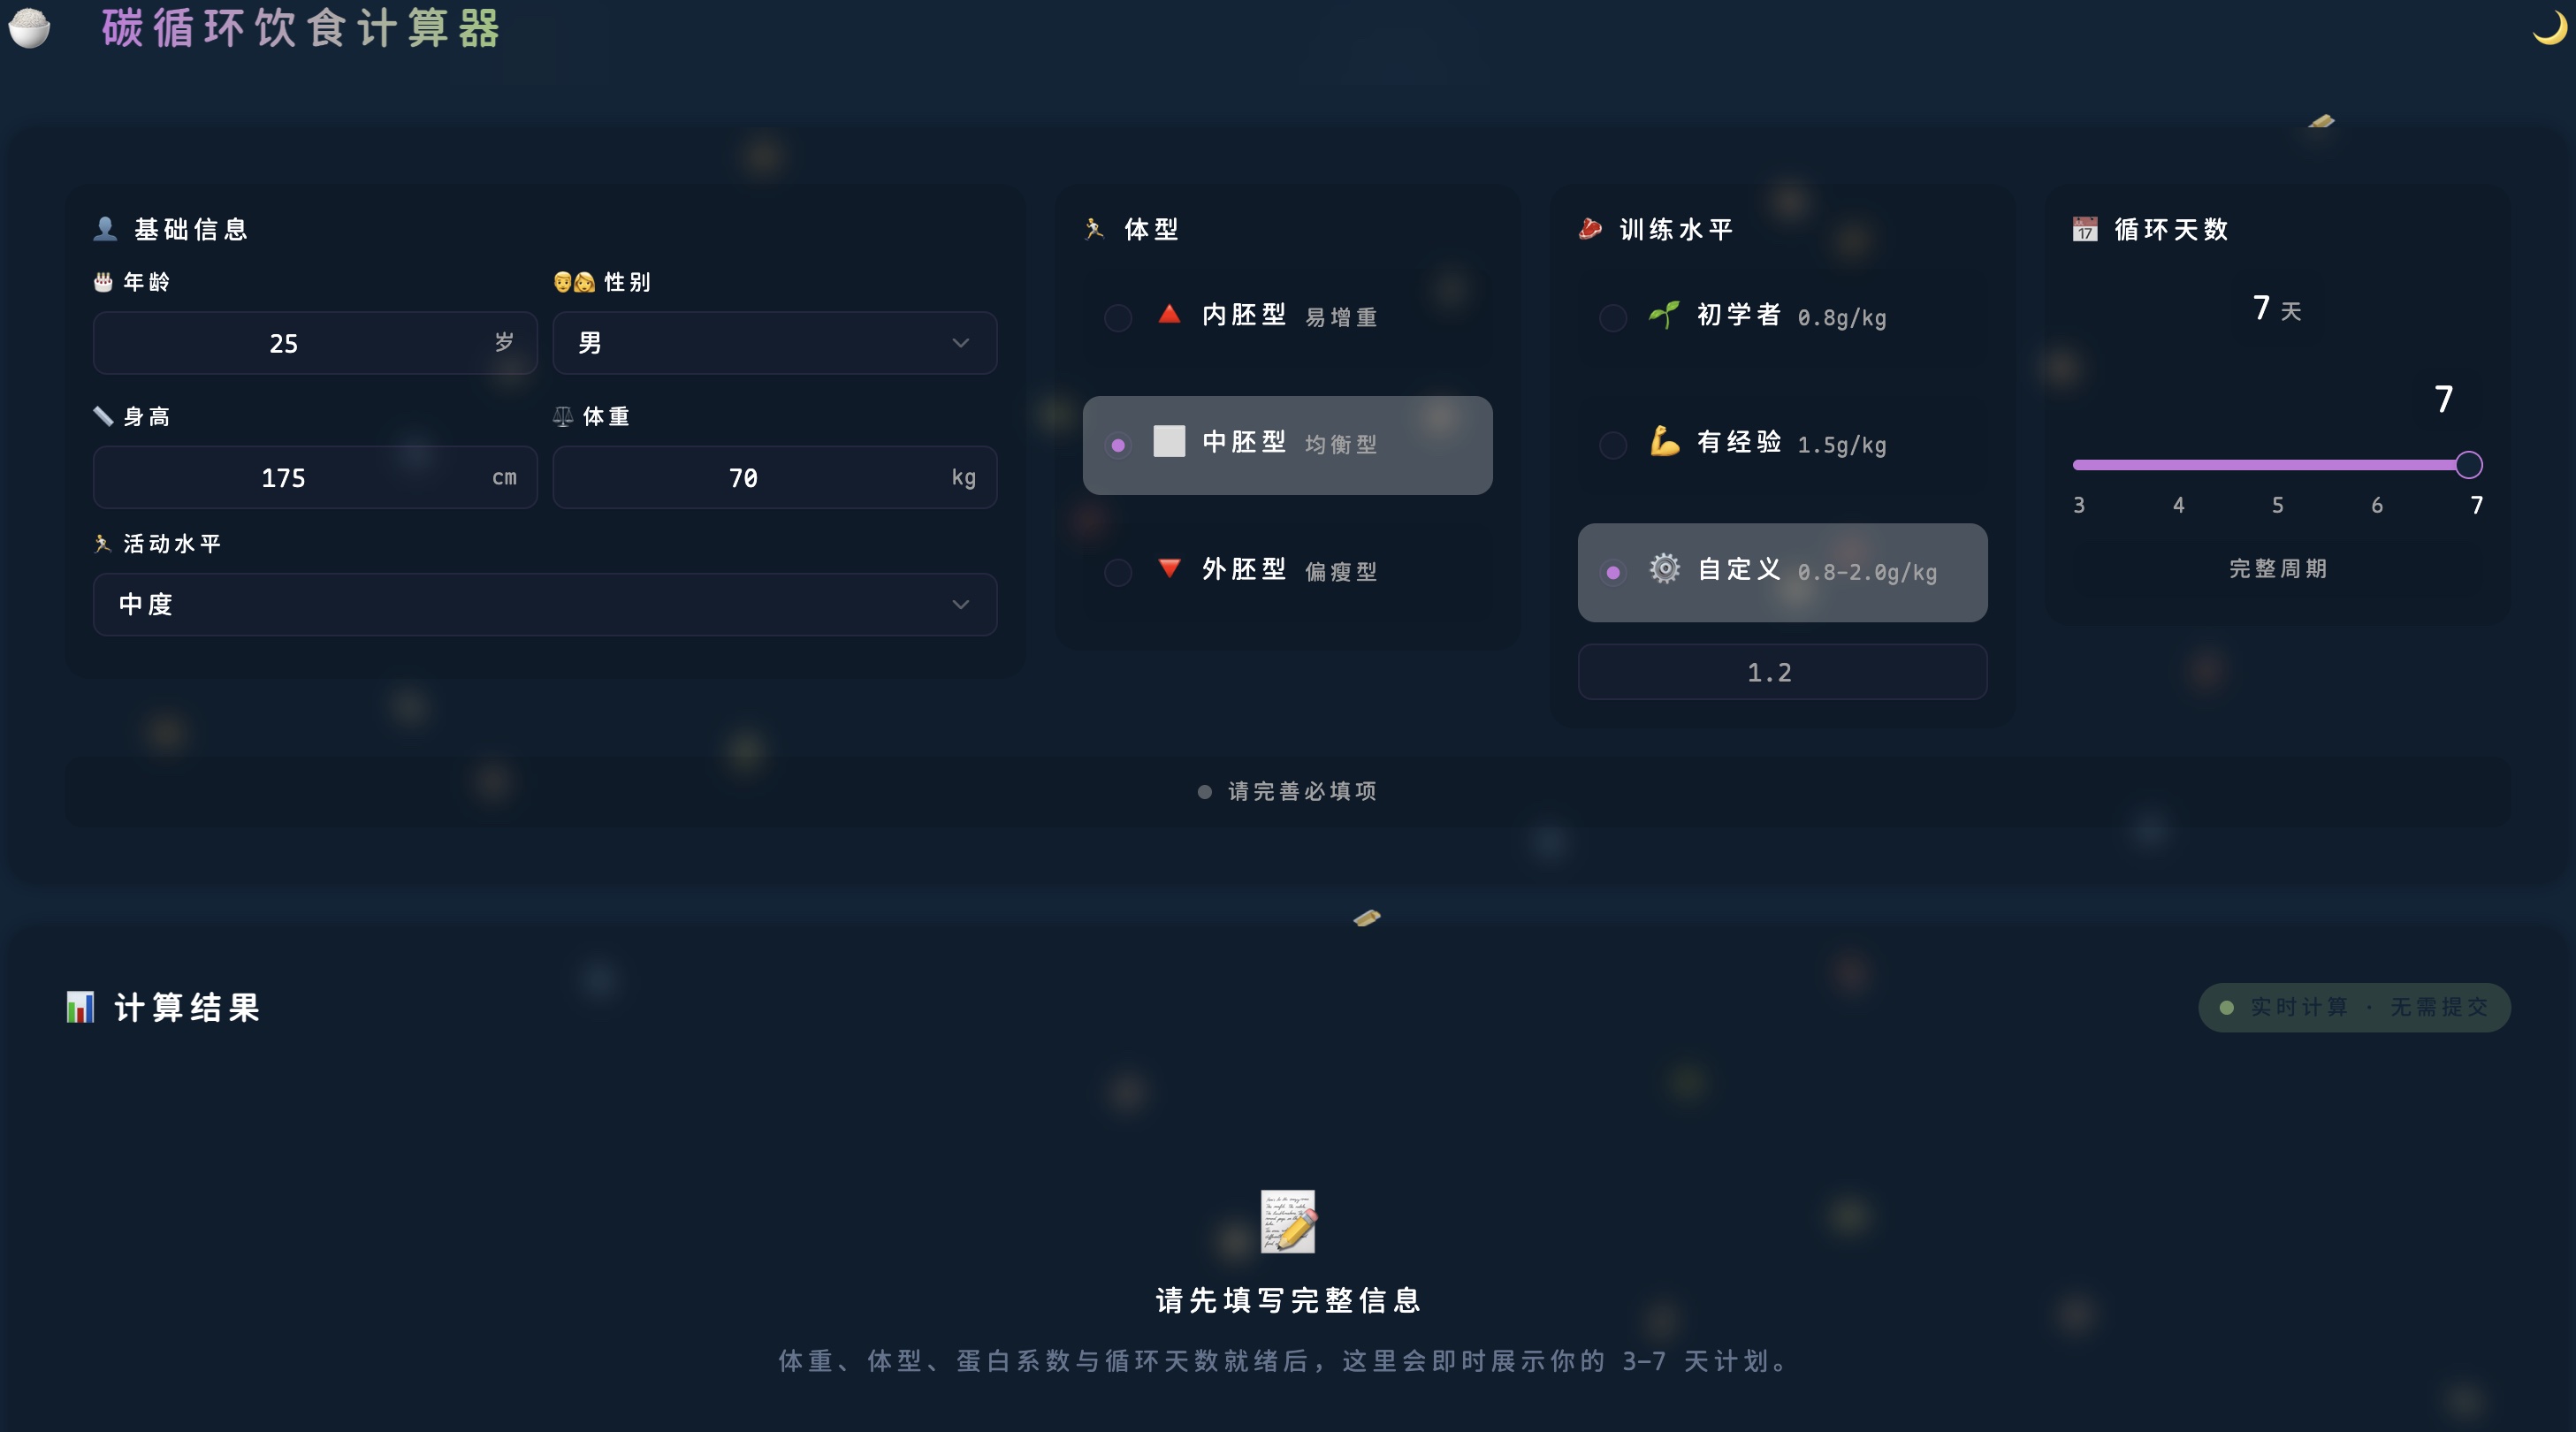 碳循环饮食计算器
👤 基础信息
🎂 年龄
25 岁
👨👩 性别
男
📏 身高
175 cm
⚖️ 体重
70 kg
🏃 活动水平
中度
🏃 体型
🔺 内胚型 易增重
⬜ 中胚型 均衡型
🔻 外胚型 偏瘦型
🥩 训练水平
🌱 初学者 0.8g/kg
💪 有经验 1.5g/kg
⚙️ 自定义 0.8-2.0g/kg
1.2
📅 循环天数
7 天
7
3 4 5 6 7
完整周期
请完善必填项
📊 计算结果
实时计算 · 无需提交
请先填写完整信息
体重、体型、蛋白系数与循环天数就绪后，这里会即时展示你的 3–7 天计划。